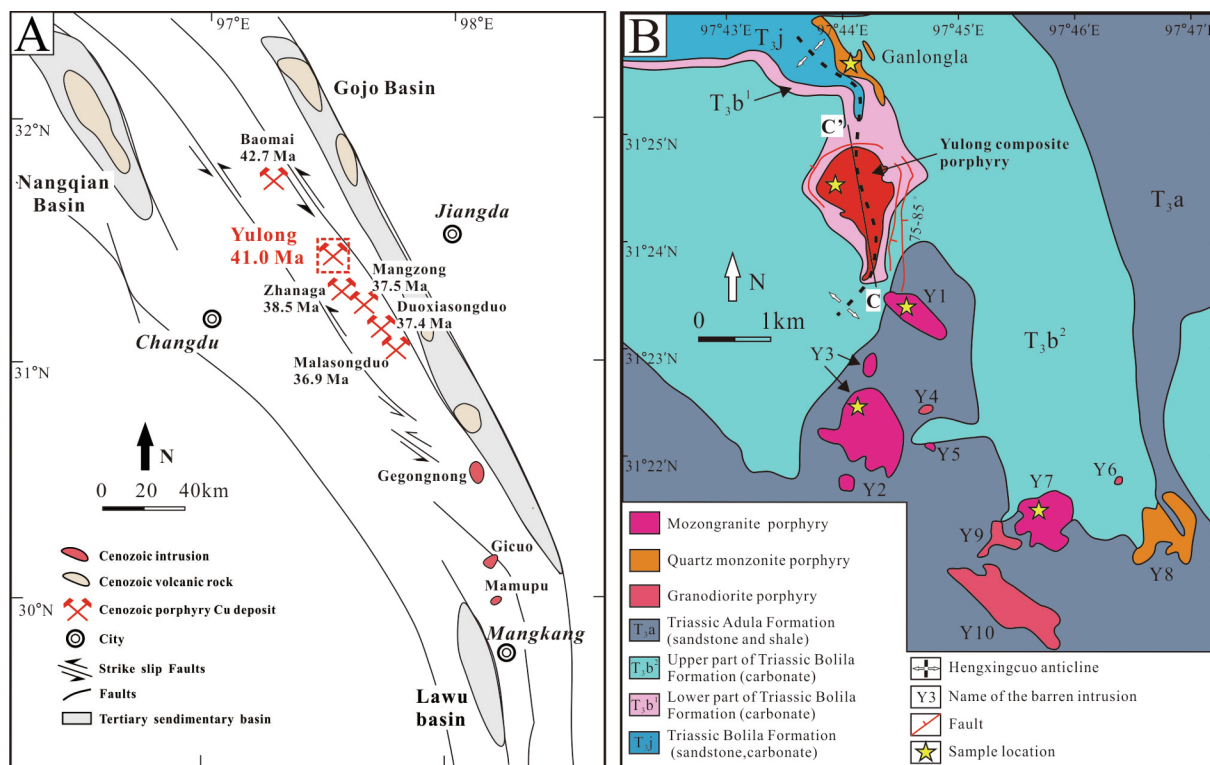 A
97°E
98°E
32°N
31°N
30°N
Gojo Basin
Baomai
42.7 Ma
Nangqian
Basin
Jiangda
Yulong
41.0 Ma
Mangzong
37.5 Ma
Zhanaga
38.5 Ma
Duoxiasongduo
37.4 Ma
Changdu
Malasongduo
36.9 Ma
N
0 20 40km
Gegongnong
Gicuo
Mamupu
Mangkang
Lawu
basin
Cenozoic intrusion
Cenozoic volcanic rock
Cenozoic porphyry Cu deposit
City
Strike slip Faults
Faults
Tertiary sedimentary basin
B
97°43′E
97°44′E
97°45′E
97°46′E
97°47′E
T₃j
Ganlongla
T₃b¹
C'
31°25′N
Yulong composite
porphyry
T₃a
75-85°
31°24′N
N
C
0 1km
Y1
T₃b²
31°23′N
Y3
Y4
Y5
31°22′N
Y2
Y7
Y6
Y9
Y8
Y10
Mozongranite porphyry
Quartz monzonite porphyry
Granodiorite porphyry
T₃a Triassic Adula Formation
(sandstone and shale)
T₃b² Upper part of Triassic Bolila
Formation (carbonate)
T₃b¹ Lower part of Triassic Bolila
Formation (carbonate)
T₃j Triassic Bolila Formation
(sandstone,carbonate)
Hengxingcuo anticline
Y3 Name of the barren intrusion
Fault
Sample location